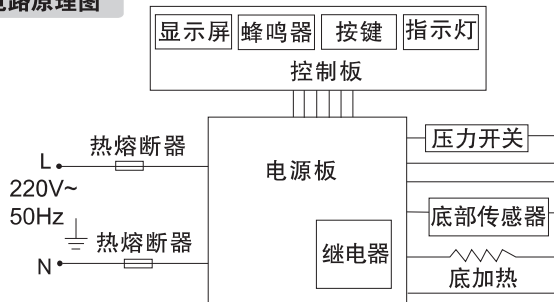 路原理图
显示屏 蜂鸣器 按键 指示灯
控制板
热熔断器
L
220V~
50Hz
热熔断器
N
电源板
继电器
压力开关
底部传感器
底加热